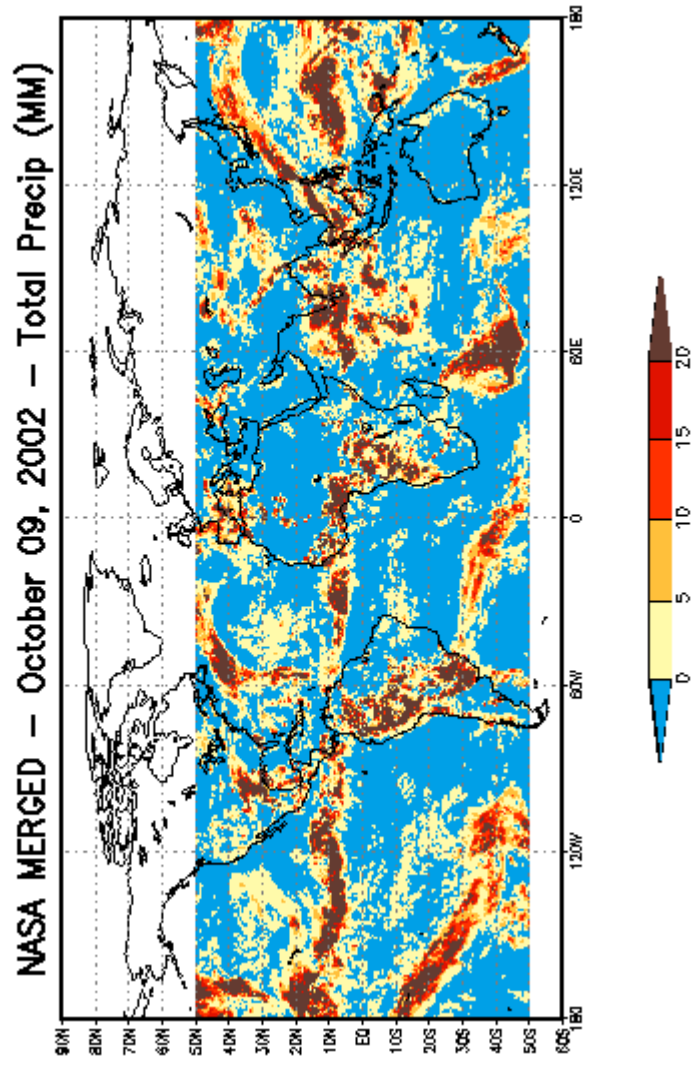 NASA MERGED – October 09, 2002 – Total Precip (MM)
90N
80N
70N
60N
50N
40N
30N
20N
10N
EQ
10S
20S
30S
40S
50S
60S
180 120W 60W 0 60E 120E 180
0 5 10 15 20